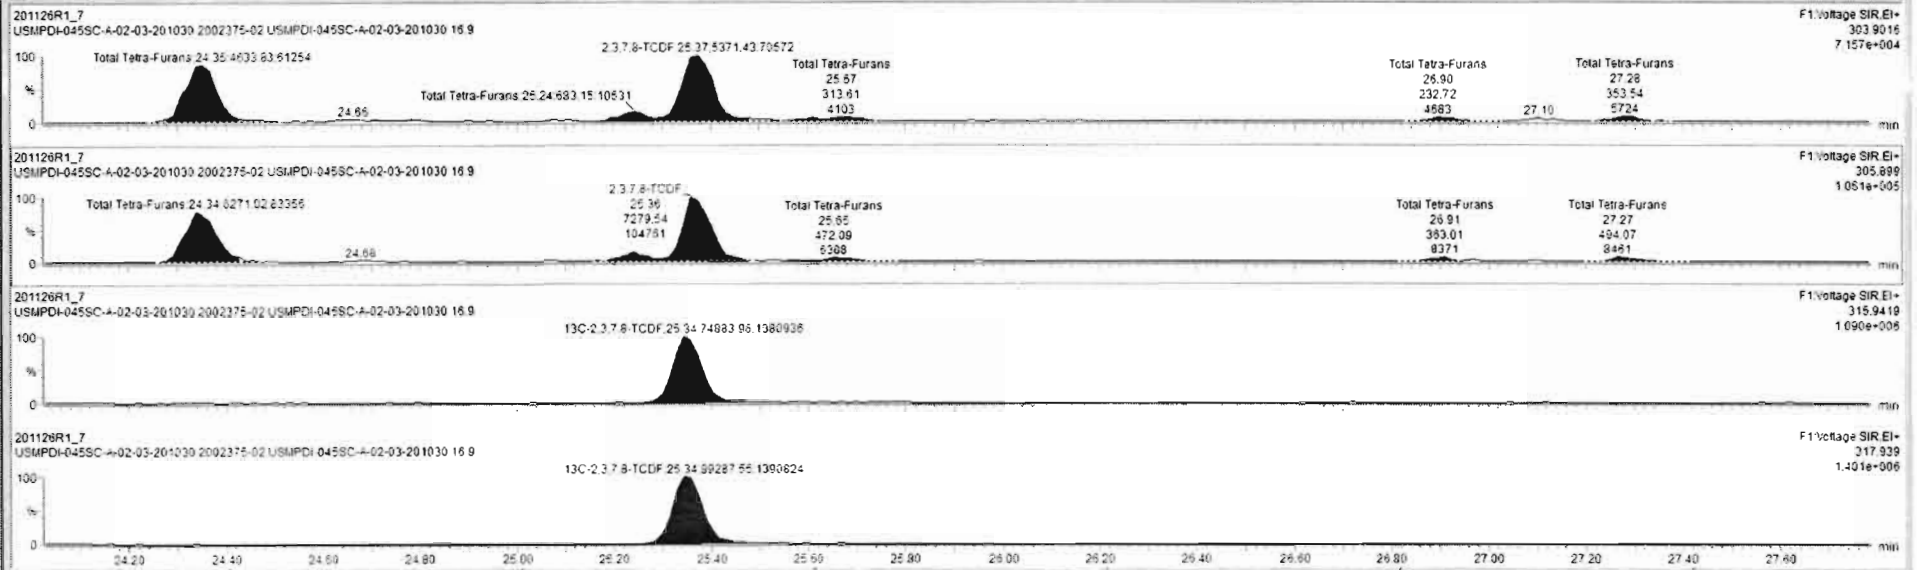 201126R1_7
F1:Voltage SIR,EI+
USMPDI-045SC-A-02-03-201030 2002375-02 USMPDI-045SC-A-02-03-201030 16.9
303.9016
7.157e+004
100
%
0
Total Tetra-Furans;24.35;4633.83;61254
24.66
Total Tetra-Furans;25.24;683.15;10531
2,3,7,8-TCDF;25.37;5371.43;70572
Total Tetra-Furans
25.67
313.61
4103
Total Tetra-Furans
26.90
232.72
4683
27.10
Total Tetra-Furans
27.28
353.54
5724
min
201126R1_7
F1:Voltage SIR,EI+
USMPDI-045SC-A-02-03-201030 2002375-02 USMPDI-045SC-A-02-03-201030 16.9
305.899
1.061e+005
100
%
0
Total Tetra-Furans;24.34;6271.02;82356
24.68
2,3,7,8-TCDF
25.36
7279.54
104761
Total Tetra-Furans
25.65
472.09
6388
Total Tetra-Furans
26.91
363.01
8371
Total Tetra-Furans
27.27
494.07
8461
min
201126R1_7
F1:Voltage SIR,EI+
USMPDI-045SC-A-02-03-201030 2002375-02 USMPDI-045SC-A-02-03-201030 16.9
315.9419
1.090e+006
100
%
0
13C-2,3,7,8-TCDF;25.34;74883.96;1380936
min
201126R1_7
F1:Voltage SIR,EI+
USMPDI-045SC-A-02-03-201030 2002375-02 USMPDI-045SC-A-02-03-201030 16.9
317.939
1.401e+006
100
%
0
13C-2,3,7,8-TCDF;25.34;99287.55;1390824
min
24.20 24.40 24.60 24.80 25.00 25.20 25.40 25.60 25.80 26.00 26.20 26.40 26.60 26.80 27.00 27.20 27.40 27.60